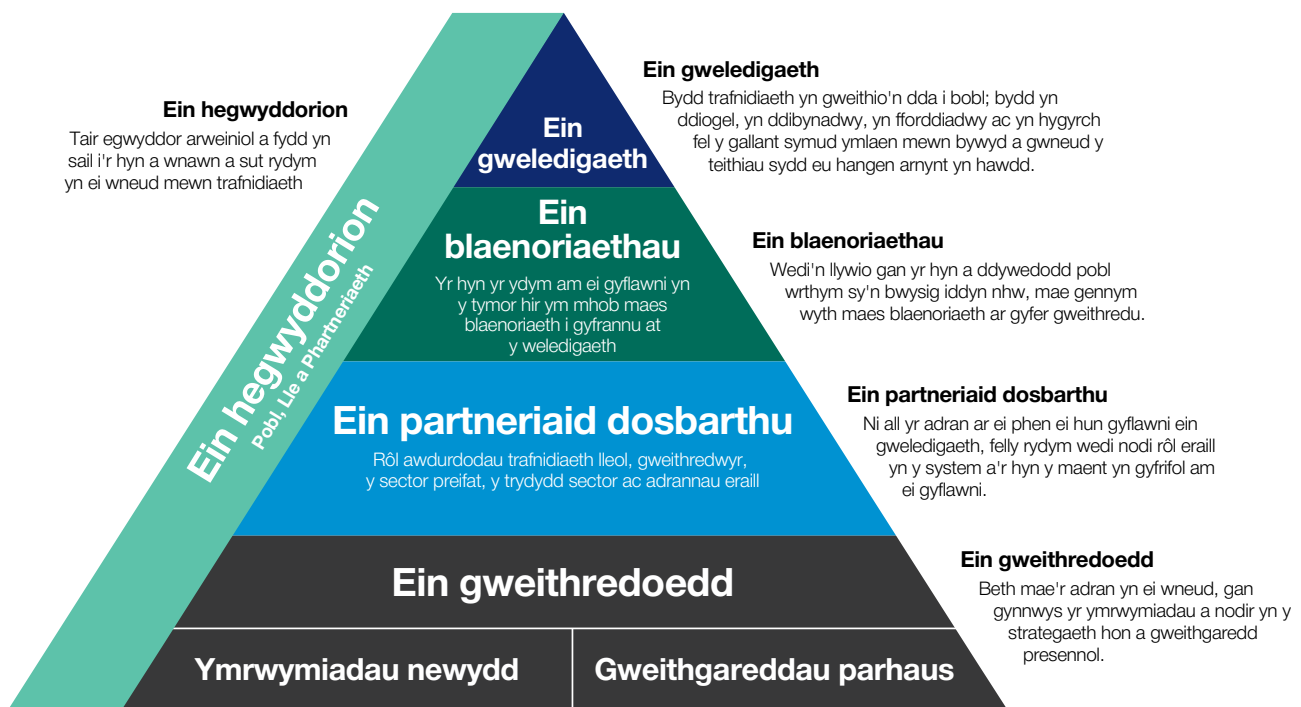 Ein hegwyddorion
Tair egwyddor arweiniol a fydd yn
sail i'r hyn a wnawn a sut rydym
yn ei wneud mewn trafnidiaeth
Ein hegwyddorion
Pobl, Lle a Phartneriaeth
Ein
gweledigaeth
Ein gweledigaeth
Bydd trafnidiaeth yn gweithio'n dda i bobl; bydd yn
ddiogel, yn ddibynadwy, yn fforddiadwy ac yn hygyrch
fel y gallant symud ymlaen mewn bywyd a gwneud y
teithiau sydd eu hangen arnynt yn hawdd.
Ein
blaenoriaethau
Yr hyn yr ydym am ei gyflawni yn
y tymor hir ym mhob maes
blaenoriaeth i gyfrannu at
y weledigaeth
Ein blaenoriaethau
Wedi'n llywio gan yr hyn a ddywedodd pobl
wrthym sy'n bwysig iddyn nhw, mae gennym
wyth maes blaenoriaeth ar gyfer gweithredu.
Ein partneriaid dosbarthu
Rôl awdurdodau trafnidiaeth lleol, gweithredwyr,
y sector preifat, y trydydd sector ac adrannau eraill
Ein partneriaid dosbarthu
Ni all yr adran ar ei phen ei hun gyflawni ein
gweledigaeth, felly rydym wedi nodi rôl eraill
yn y system a'r hyn y maent yn gyfrifol am
ei gyflawni.
Ein gweithredoedd
Ymrwymiadau newydd
Gweithgareddau parhaus
Ein gweithredoedd
Beth mae'r adran yn ei wneud, gan
gynnwys yr ymrwymiadau a nodir yn y
strategaeth hon a gweithgaredd
presennol.